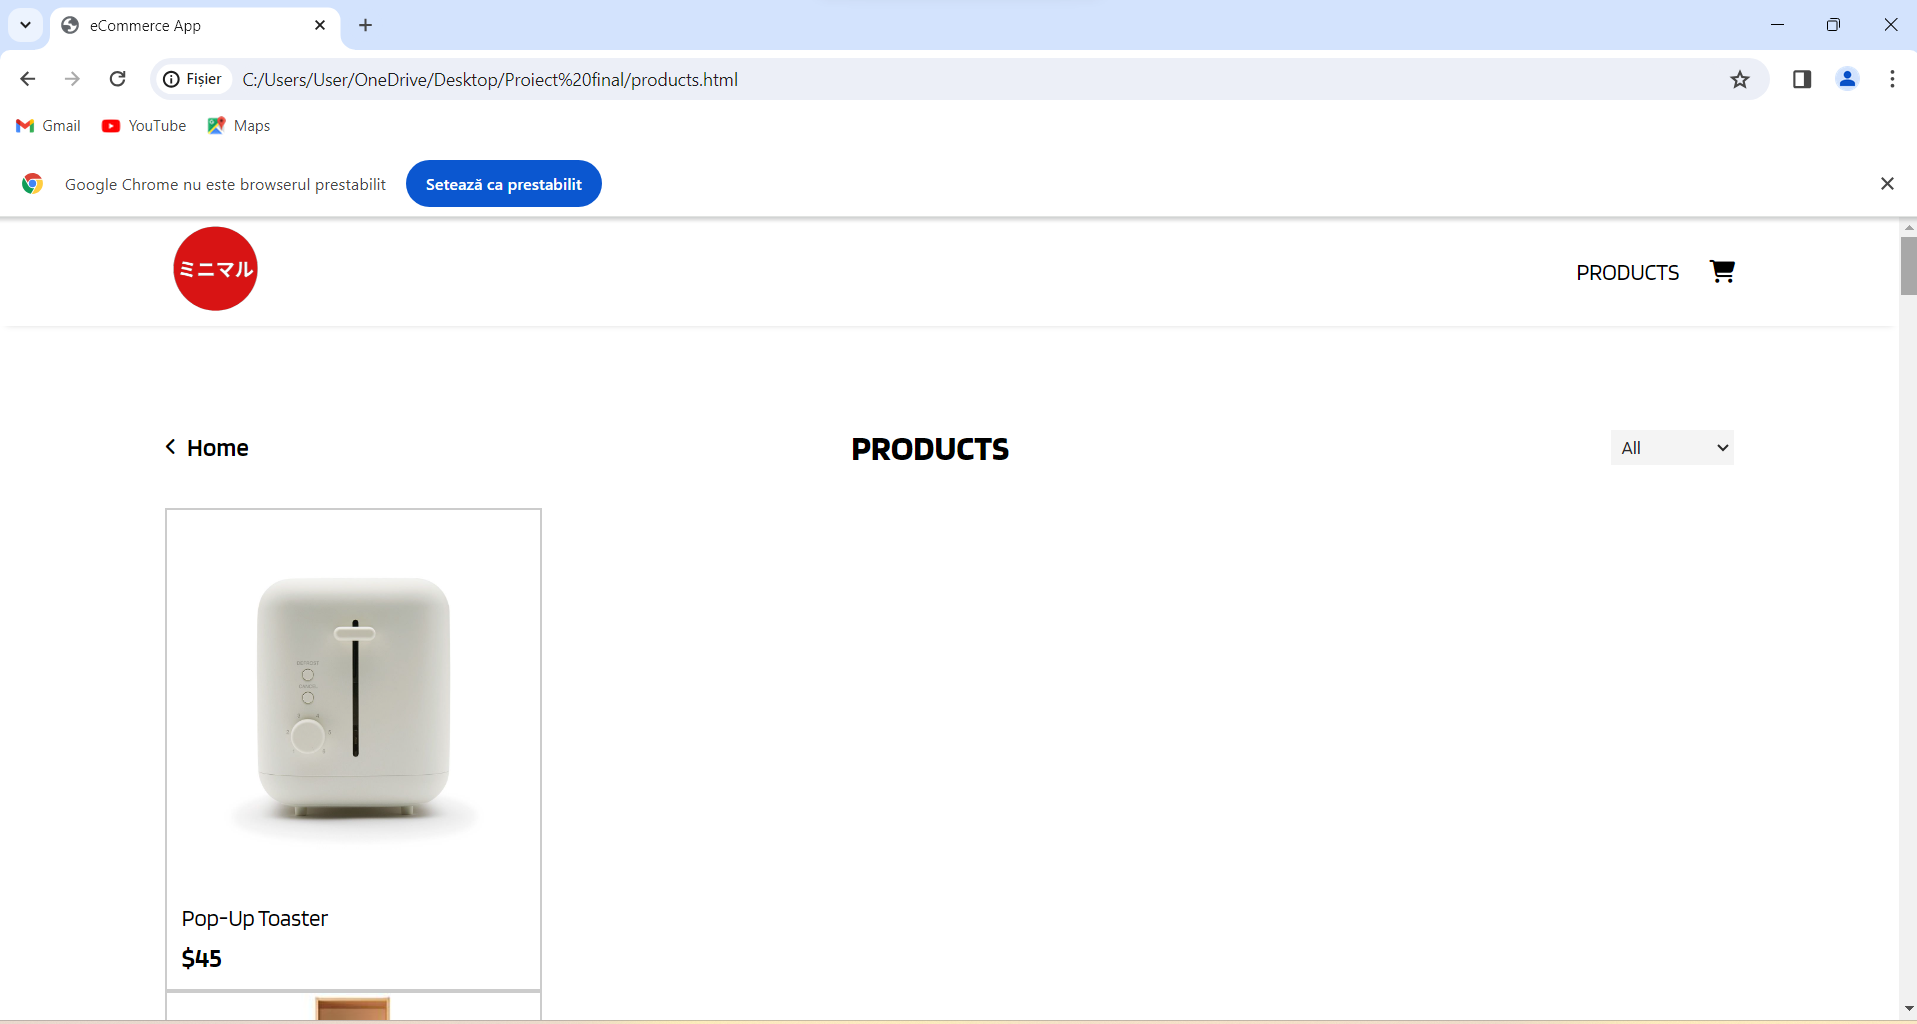 eCommerce App
Fișier C:/Users/User/OneDrive/Desktop/Proiect%20final/products.html
Gmail YouTube Maps
Google Chrome nu este browserul prestabilit Setează ca prestabilit
ミニマル
PRODUCTS
Home PRODUCTS All
Pop-Up Toaster
$45